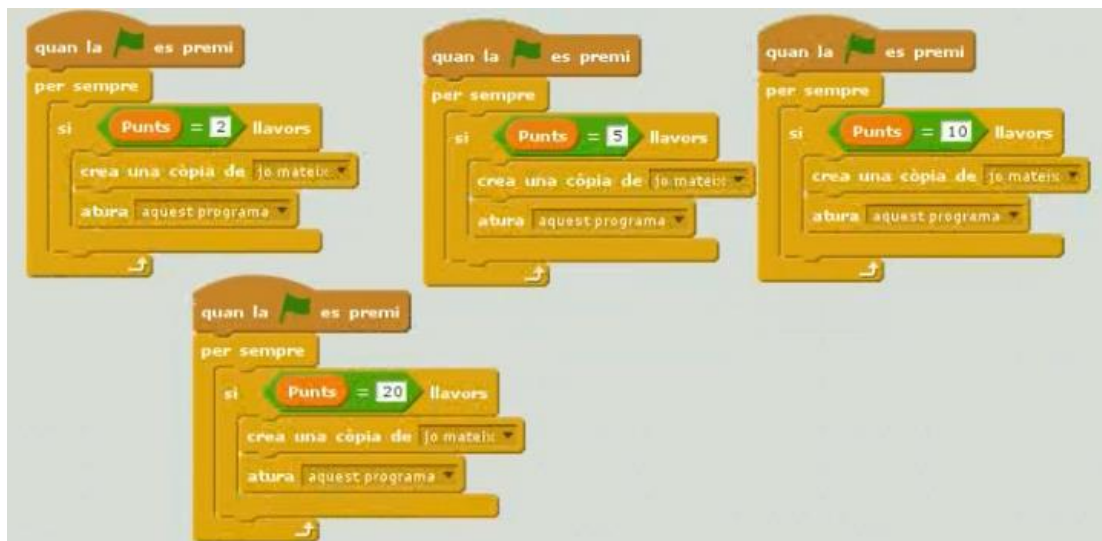 quan la es premi
per sempre
si Punts = 2 llavors
crea una còpia de jo mateix
atura aquest programa
quan la es premi
per sempre
si Punts = 5 llavors
crea una còpia de jo mateix
atura aquest programa
quan la es premi
per sempre
si Punts = 10 llavors
crea una còpia de jo mateix
atura aquest programa
quan la es premi
per sempre
si Punts = 20 llavors
crea una còpia de jo mateix
atura aquest programa